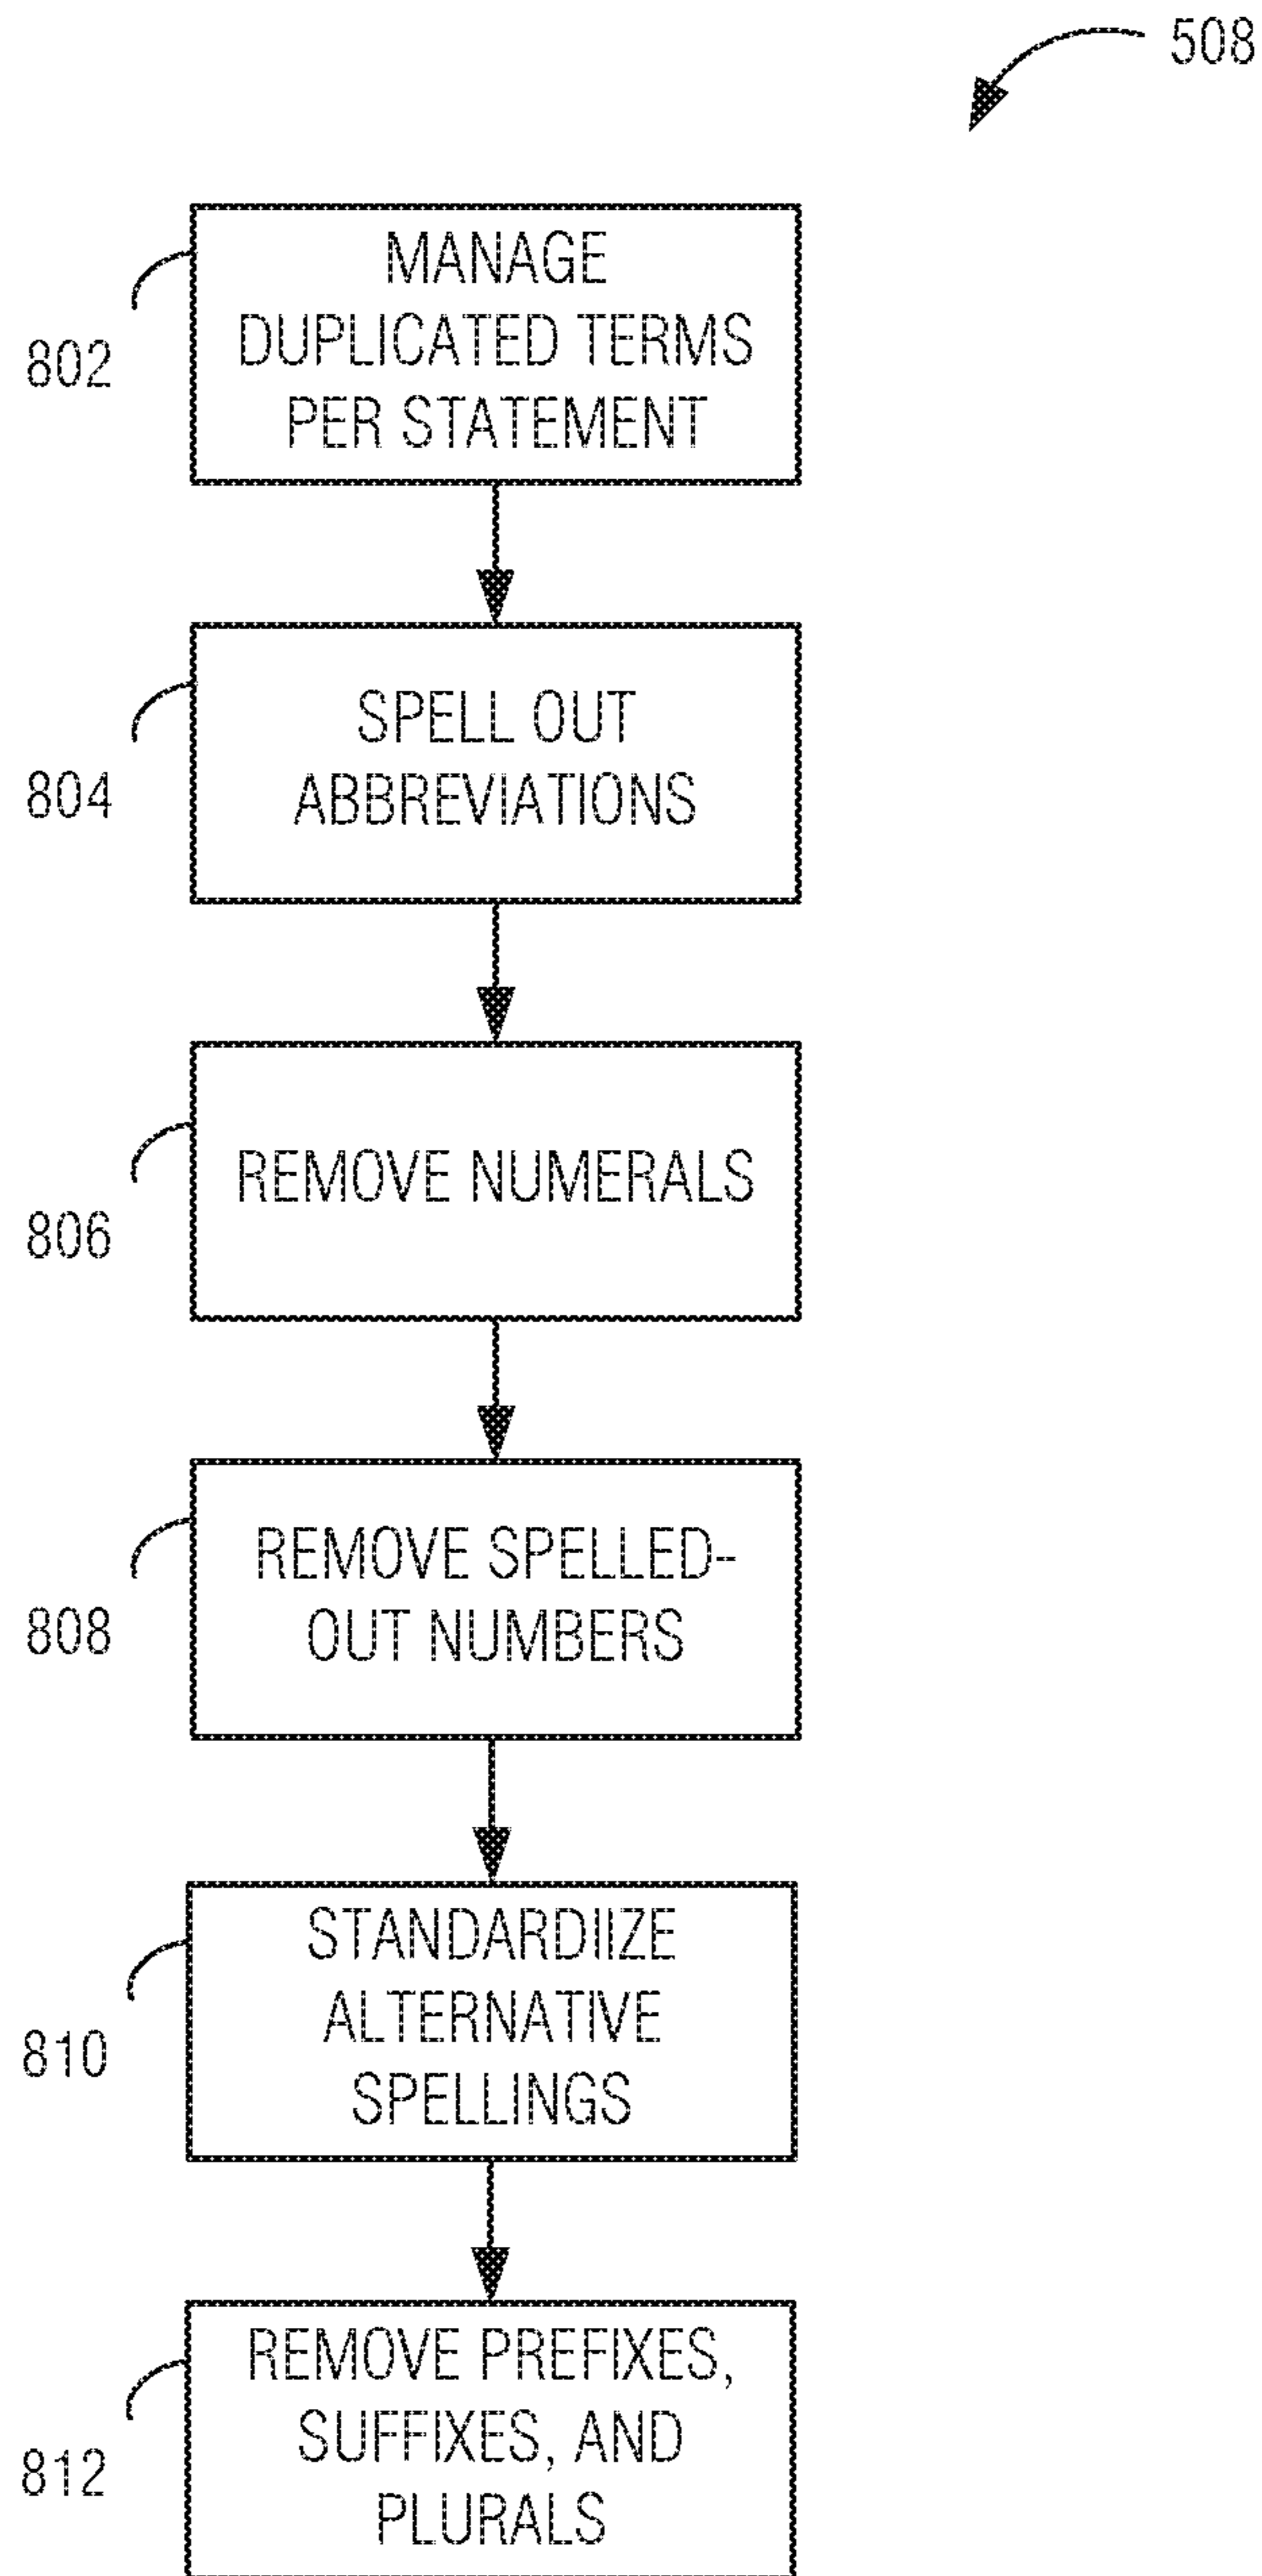 508
MANAGE
DUPLICATED TERMS
PER STATEMENT
802
SPELL OUT
ABBREVIATIONS
804
REMOVE NUMERALS
806
REMOVE SPELLED-
OUT NUMBERS
808
STANDARDIIZE
ALTERNATIVE
SPELLINGS
810
REMOVE PREFIXES,
SUFFIXES, AND
PLURALS
812